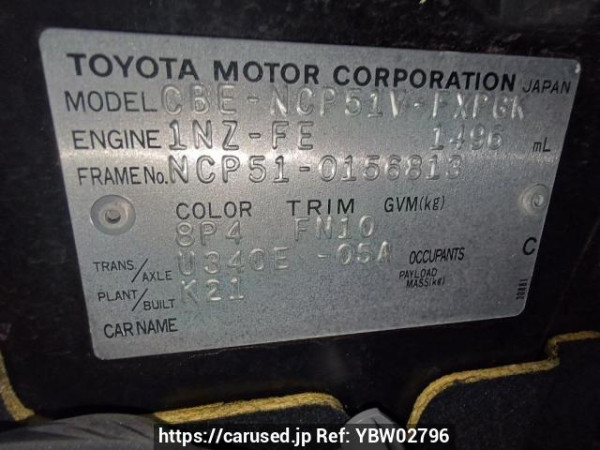 TOYOTA MOTOR CORPORATION JAPAN
MODEL CBE-NCP51V-FXPGK
ENGINE 1NZ-FE 1496 mL
FRAME No. NCP51-0156813
COLOR TRIM GVM(kg)
8P4 FN10
TRANS./AXLE U340E -05A OCCUPANTS C
PAYLOAD MASS(kg)
PLANT/BUILT K21
CAR NAME
https://carused.jp Ref: YBW02796